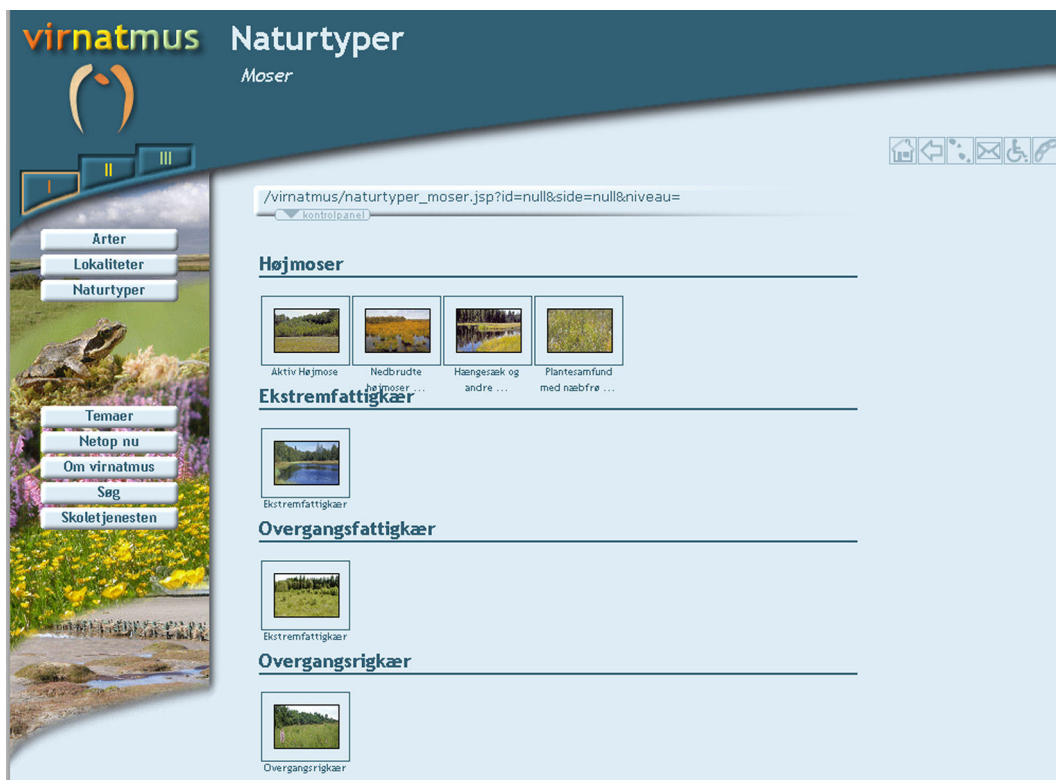 virnatmus
Naturtyper
Moser
I
II
III
/virnatmus/naturtyper_moser.jsp?id=null&side=null&niveau=
kontrolpanel
Arter
Lokaliteter
Naturtyper
Temaer
Netop nu
Om virnatmus
Søg
Skoletjenesten
Højmoser
Aktiv Højmose
Nedbrudte
højmoser ...
Hængesæk og
andre ...
Plantesamfund
med næbfrø ...
Ekstremfattigkær
Ekstremfattigkær
Overgangsfattigkær
Ekstremfattigkær
Overgangsrigkær
Overgangsrigkær